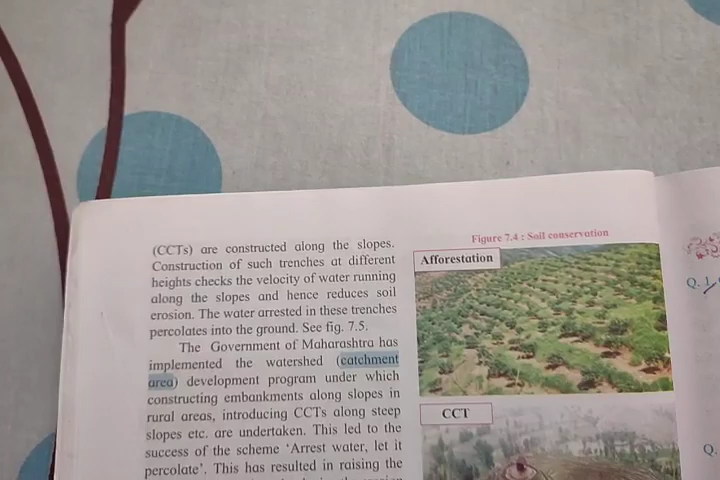 (CCTs) are constructed along the slopes.
Construction of such trenches at different
heights checks the velocity of water running
along the slopes and hence reduces soil
erosion. The water arrested in these trenches
percolates into the ground. See fig. 7.5.
The Government of Maharashtra has
implemented the watershed (catchment
area) development program under which
constructing embankments along slopes in
rural areas, introducing CCTs along steep
slopes etc. are undertaken. This led to the
success of the scheme ‘Arrest water, let it
percolate’. This has resulted in raising the
Figure 7.4 : Soil conservation
Afforestation
CCT
Q. 1
Q.